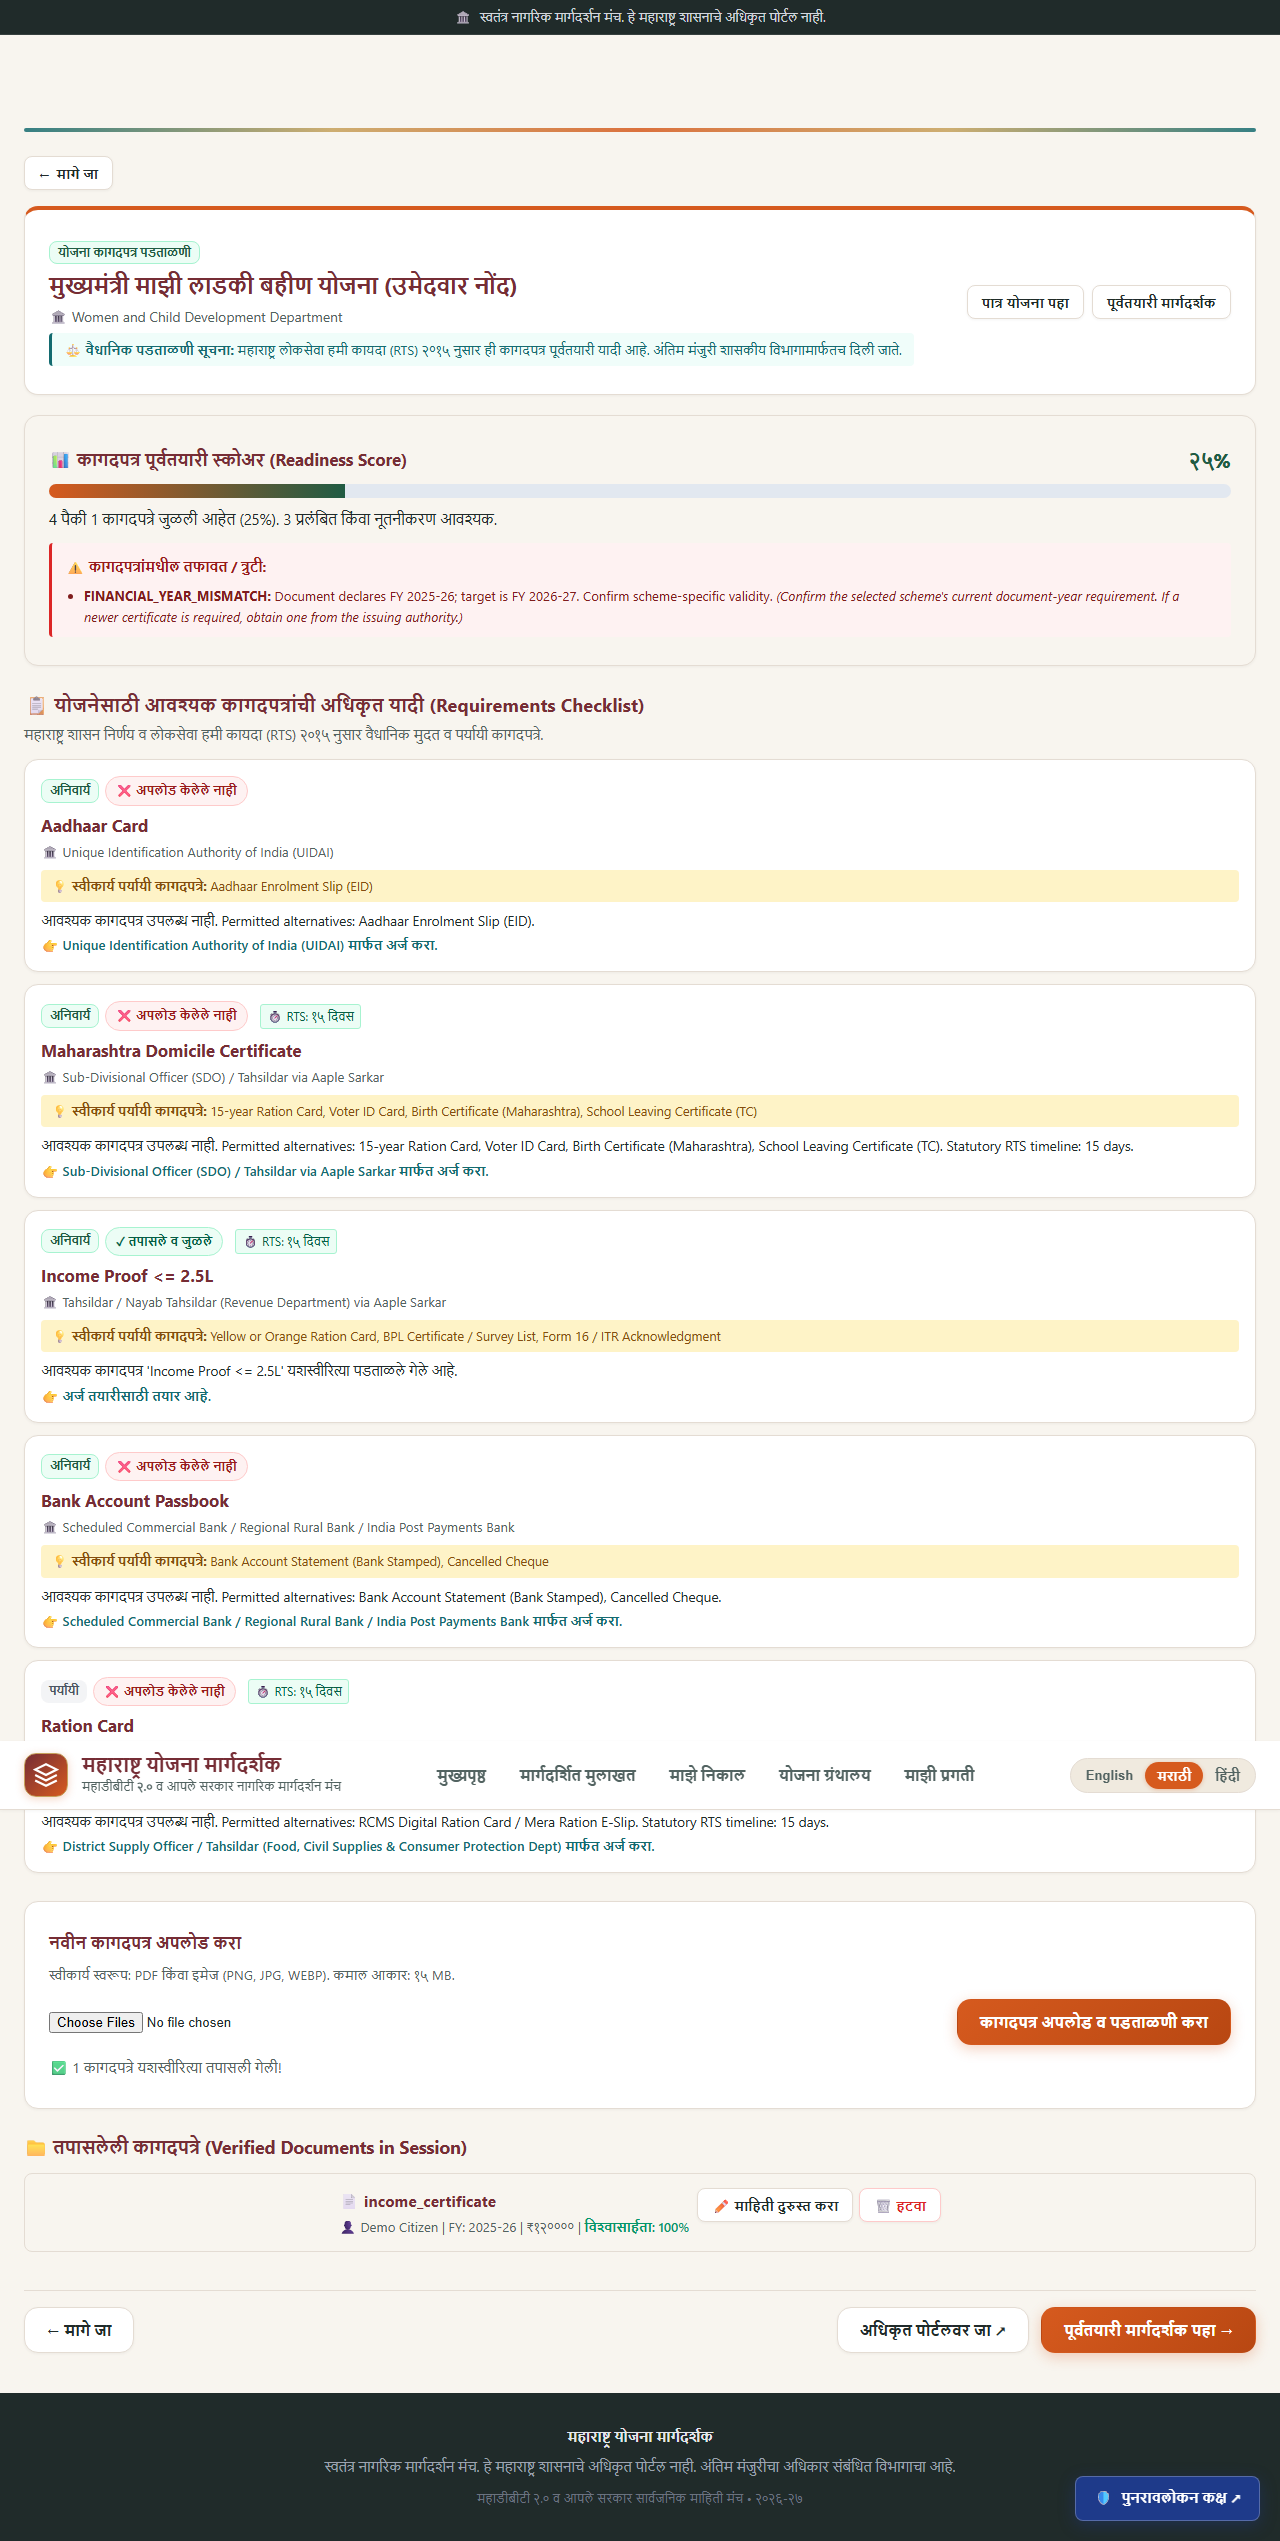 🏛️ स्वतंत्र नागरिक मार्गदर्शन मंच. हे महाराष्ट्र शासनाचे अधिकृत पोर्टल नाही.
← मागे जा
योजना कागदपत्र पडताळणी
मुख्यमंत्री माझी लाडकी बहीण योजना (उमेदवार नोंद)
🏛️ Women and Child Development Department
⚖️ वैधानिक पडताळणी सूचना: महाराष्ट्र लोकसेवा हमी कायदा (RTS) २०१५ नुसार ही कागदपत्र पूर्वतयारी यादी आहे. अंतिम मंजुरी शासकीय विभागामार्फतच दिली जाते.
पात्र योजना पहा
पूर्वतयारी मार्गदर्शक
📊 कागदपत्र पूर्वतयारी स्कोअर (Readiness Score)
२५%
4 पैकी 1 कागदपत्रे जुळली आहेत (25%). 3 प्रलंबित किंवा नूतनीकरण आवश्यक.
⚠️ कागदपत्रांमधील तफावत / त्रुटी:
• FINANCIAL_YEAR_MISMATCH: Document declares FY 2025-26; target is FY 2026-27. Confirm scheme-specific validity. (Confirm the selected scheme's current document-year requirement. If a
newer certificate is required, obtain one from the issuing authority.)
📋 योजनेसाठी आवश्यक कागदपत्रांची अधिकृत यादी (Requirements Checklist)
महाराष्ट्र शासन निर्णय व लोकसेवा हमी कायदा (RTS) २०१५ नुसार वैधानिक मुदत व पर्यायी कागदपत्रे.
अनिवार्य ❌ अपलोड केलेले नाही
Aadhaar Card
🏛️ Unique Identification Authority of India (UIDAI)
💡 स्वीकार्य पर्यायी कागदपत्रे: Aadhaar Enrolment Slip (EID)
आवश्यक कागदपत्र उपलब्ध नाही. Permitted alternatives: Aadhaar Enrolment Slip (EID).
👉 Unique Identification Authority of India (UIDAI) मार्फत अर्ज करा.
अनिवार्य ❌ अपलोड केलेले नाही ⏱️ RTS: १५ दिवस
Maharashtra Domicile Certificate
🏛️ Sub-Divisional Officer (SDO) / Tahsildar via Aaple Sarkar
💡 स्वीकार्य पर्यायी कागदपत्रे: 15-year Ration Card, Voter ID Card, Birth Certificate (Maharashtra), School Leaving Certificate (TC)
आवश्यक कागदपत्र उपलब्ध नाही. Permitted alternatives: 15-year Ration Card, Voter ID Card, Birth Certificate (Maharashtra), School Leaving Certificate (TC). Statutory RTS timeline: 15 days.
👉 Sub-Divisional Officer (SDO) / Tahsildar via Aaple Sarkar मार्फत अर्ज करा.
अनिवार्य ✓ तपासले व जुळले ⏱️ RTS: १५ दिवस
Income Proof <= 2.5L
🏛️ Tahsildar / Nayab Tahsildar (Revenue Department) via Aaple Sarkar
💡 स्वीकार्य पर्यायी कागदपत्रे: Yellow or Orange Ration Card, BPL Certificate / Survey List, Form 16 / ITR Acknowledgment
आवश्यक कागदपत्र 'Income Proof <= 2.5L' यशस्वीरित्या पडताळले गेले आहे.
👉 अर्ज तयारीसाठी तयार आहे.
अनिवार्य ❌ अपलोड केलेले नाही
Bank Account Passbook
🏛️ Scheduled Commercial Bank / Regional Rural Bank / India Post Payments Bank
💡 स्वीकार्य पर्यायी कागदपत्रे: Bank Account Statement (Bank Stamped), Cancelled Cheque
आवश्यक कागदपत्र उपलब्ध नाही. Permitted alternatives: Bank Account Statement (Bank Stamped), Cancelled Cheque.
👉 Scheduled Commercial Bank / Regional Rural Bank / India Post Payments Bank मार्फत अर्ज करा.
पर्यायी ❌ अपलोड केलेले नाही ⏱️ RTS: १५ दिवस
Ration Card
महाराष्ट्र योजना मार्गदर्शक
महाडीबीटी २.० व आपले सरकार नागरिक मार्गदर्शन मंच
मुख्यपृष्ठ मार्गदर्शित मुलाखत माझे निकाल योजना ग्रंथालय माझी प्रगती
English मराठी हिंदी
आवश्यक कागदपत्र उपलब्ध नाही. Permitted alternatives: RCMS Digital Ration Card / Mera Ration E-Slip. Statutory RTS timeline: 15 days.
👉 District Supply Officer / Tahsildar (Food, Civil Supplies & Consumer Protection Dept) मार्फत अर्ज करा.
नवीन कागदपत्र अपलोड करा
स्वीकार्य स्वरूप: PDF किंवा इमेज (PNG, JPG, WEBP). कमाल आकार: १५ MB.
Choose Files No file chosen
कागदपत्र अपलोड व पडताळणी करा
✅ 1 कागदपत्रे यशस्वीरित्या तपासली गेली!
📁 तपासलेली कागदपत्रे (Verified Documents in Session)
📄 income_certificate
👤 Demo Citizen | FY: 2025-26 | ₹१२०००० | विश्वासार्हता: 100%
✏️ माहिती दुरुस्त करा
🗑️ हटवा
← मागे जा
अधिकृत पोर्टलवर जा ↗
पूर्वतयारी मार्गदर्शक पहा →
महाराष्ट्र योजना मार्गदर्शक
स्वतंत्र नागरिक मार्गदर्शन मंच. हे महाराष्ट्र शासनाचे अधिकृत पोर्टल नाही. अंतिम मंजुरीचा अधिकार संबंधित विभागाचा आहे.
महाडीबीटी २.० व आपले सरकार सार्वजनिक माहिती मंच • २०२६-२७
🛡️ पुनरावलोकन कक्ष ↗